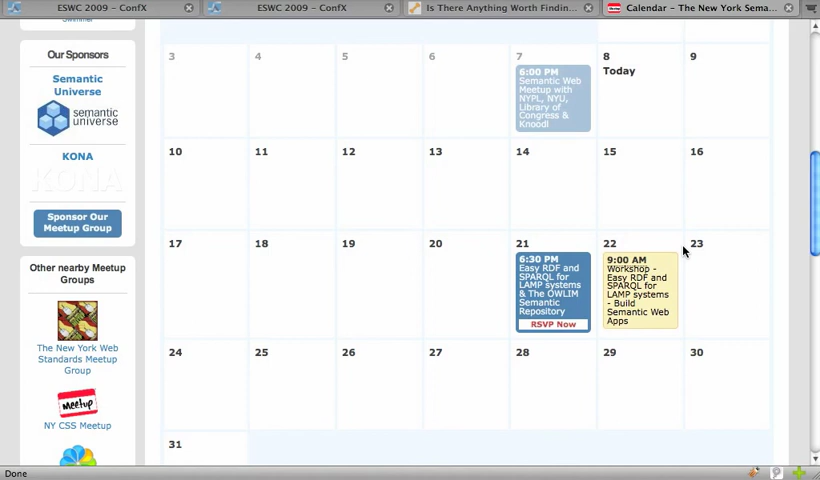 ESWC 2009 – ConfX
ESWC 2009 – ConfX
Is There Anything Worth Findin...
Calendar – The New York Sema...
Swimmer
Our Sponsors
Semantic
Universe
semantic
universe
KONA
KONA
Sponsor Our
Meetup Group
Other nearby Meetup
Groups
The New York Web
Standards Meetup
Group
Meetup
NY CSS Meetup
3
4
5
6
7
6:00 PM
Semantic Web
Meetup with
NYPL, NYU,
Library of
Congress &
Knoodl
8
Today
9
10
11
12
13
14
15
16
17
18
19
20
21
6:30 PM
Easy RDF and
SPARQL for
LAMP systems
& The OWLIM
Semantic
Repository
RSVP Now
22
9:00 AM
Workshop -
Easy RDF and
SPARQL for
LAMP systems
- Build
Semantic Web
Apps
23
24
25
26
27
28
29
30
31
Done